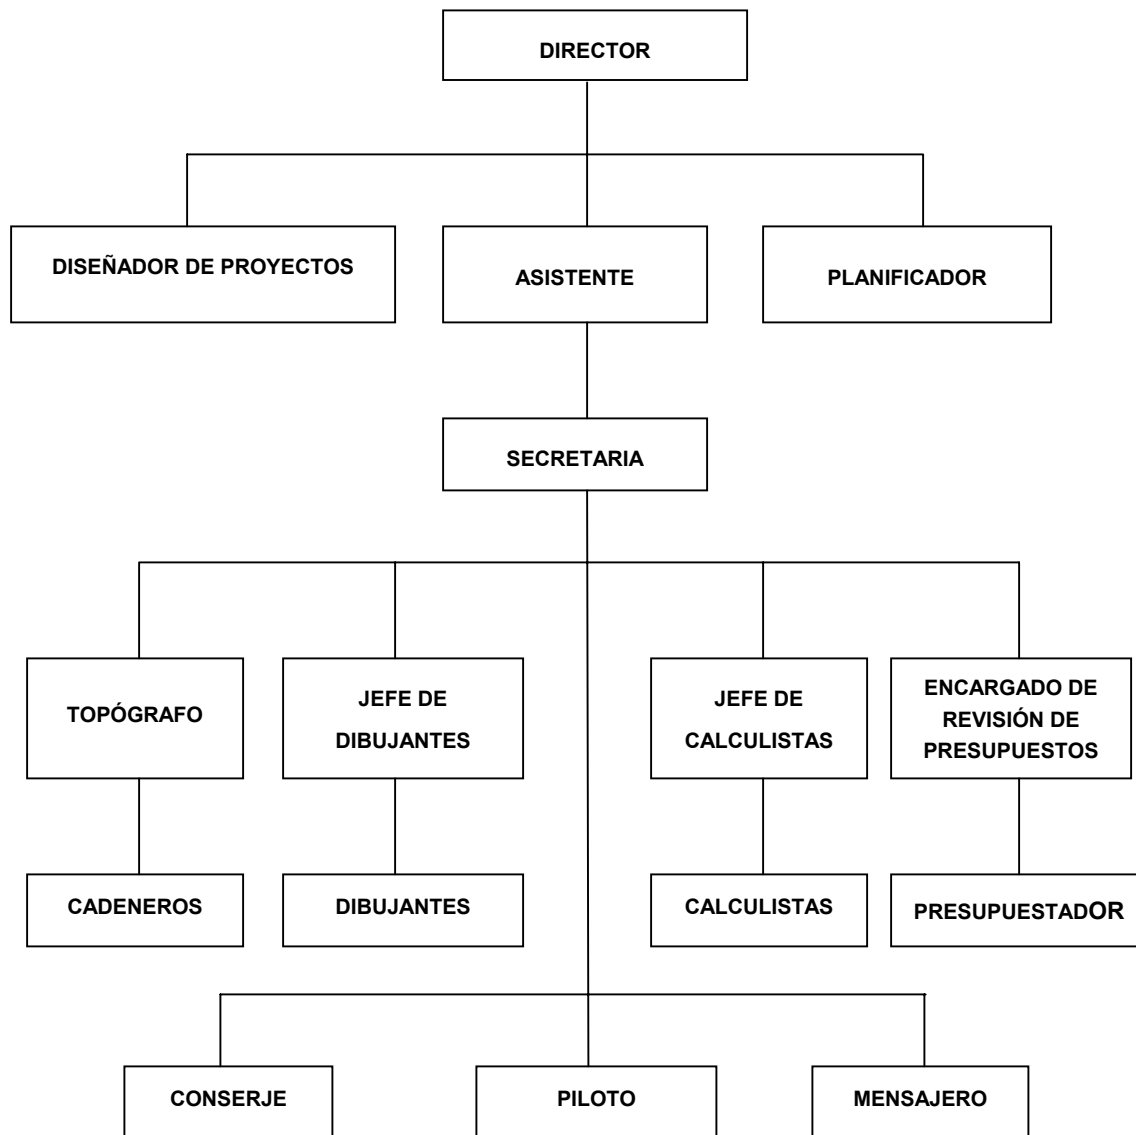 DIRECTOR
DISEÑADOR DE PROYECTOS
ASISTENTE
PLANIFICADOR
SECRETARIA
TOPÓGRAFO
JEFE DE
DIBUJANTES
JEFE DE
CALCULISTAS
ENCARGADO DE
REVISIÓN DE
PRESUPUESTOS
CADENEROS
DIBUJANTES
CALCULISTAS
PRESUPUESTADOR
CONSERJE
PILOTO
MENSAJERO